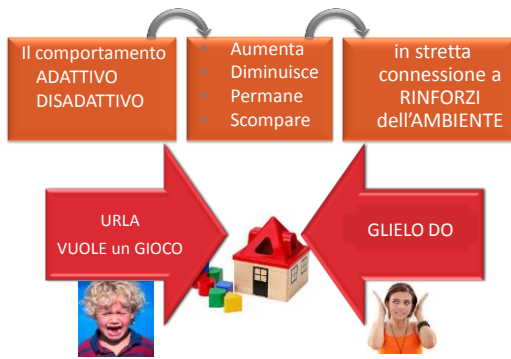 Il comportamento
ADATTIVO
DISADATTIVO
Aumenta
Diminuisce
Permane
Scompare
in stretta
connessione a
RINFORZI
dell'AMBIENTE
URLA
VUOLE un GIOCO
GLIELO DO